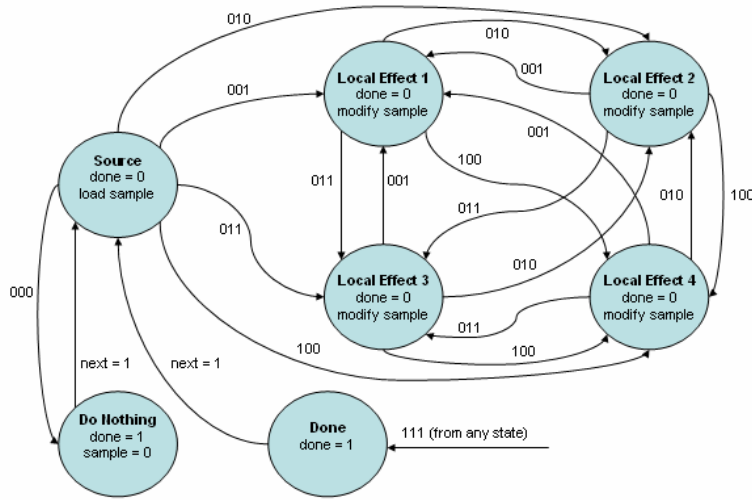 010
010
Local Effect 1
done = 0
modify sample
001
Local Effect 2
done = 0
modify sample
001
001
Source
done = 0
load sample
011
001
100
011
010
100
011
000
Local Effect 3
done = 0
modify sample
010
Local Effect 4
done = 0
modify sample
011
100
100
next = 1
next = 1
Do Nothing
done = 1
sample = 0
Done
done = 1
111 (from any state)